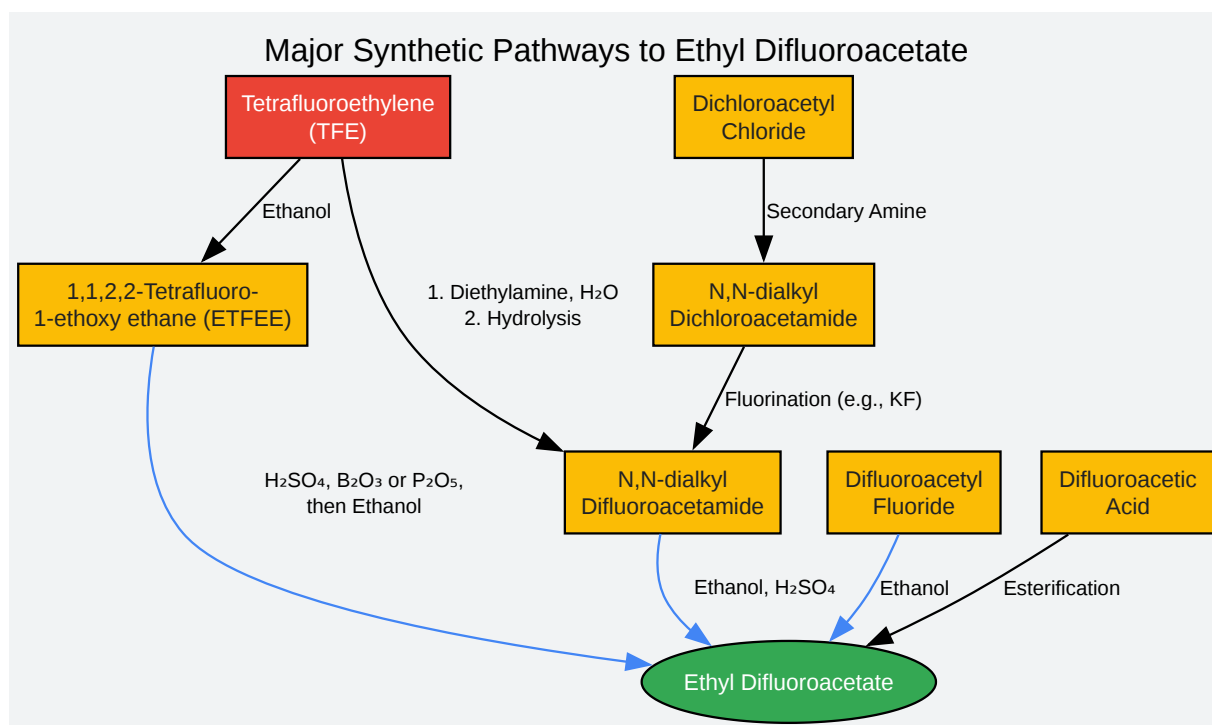 Major Synthetic Pathways to Ethyl Difluoroacetate
Tetrafluoroethylene
(TFE)
Dichloroacetyl
Chloride
Ethanol
Secondary Amine
1,1,2,2-Tetrafluoro-
1-ethoxy ethane (ETFEE)
1. Diethylamine, H₂O
2. Hydrolysis
N,N-dialkyl
Dichloroacetamide
Fluorination (e.g., KF)
H₂SO₄, B₂O₃ or P₂O₅,
then Ethanol
N,N-dialkyl
Difluoroacetamide
Difluoroacetyl
Fluoride
Difluoroacetic
Acid
Ethanol, H₂SO₄
Ethanol
Esterification
Ethyl Difluoroacetate